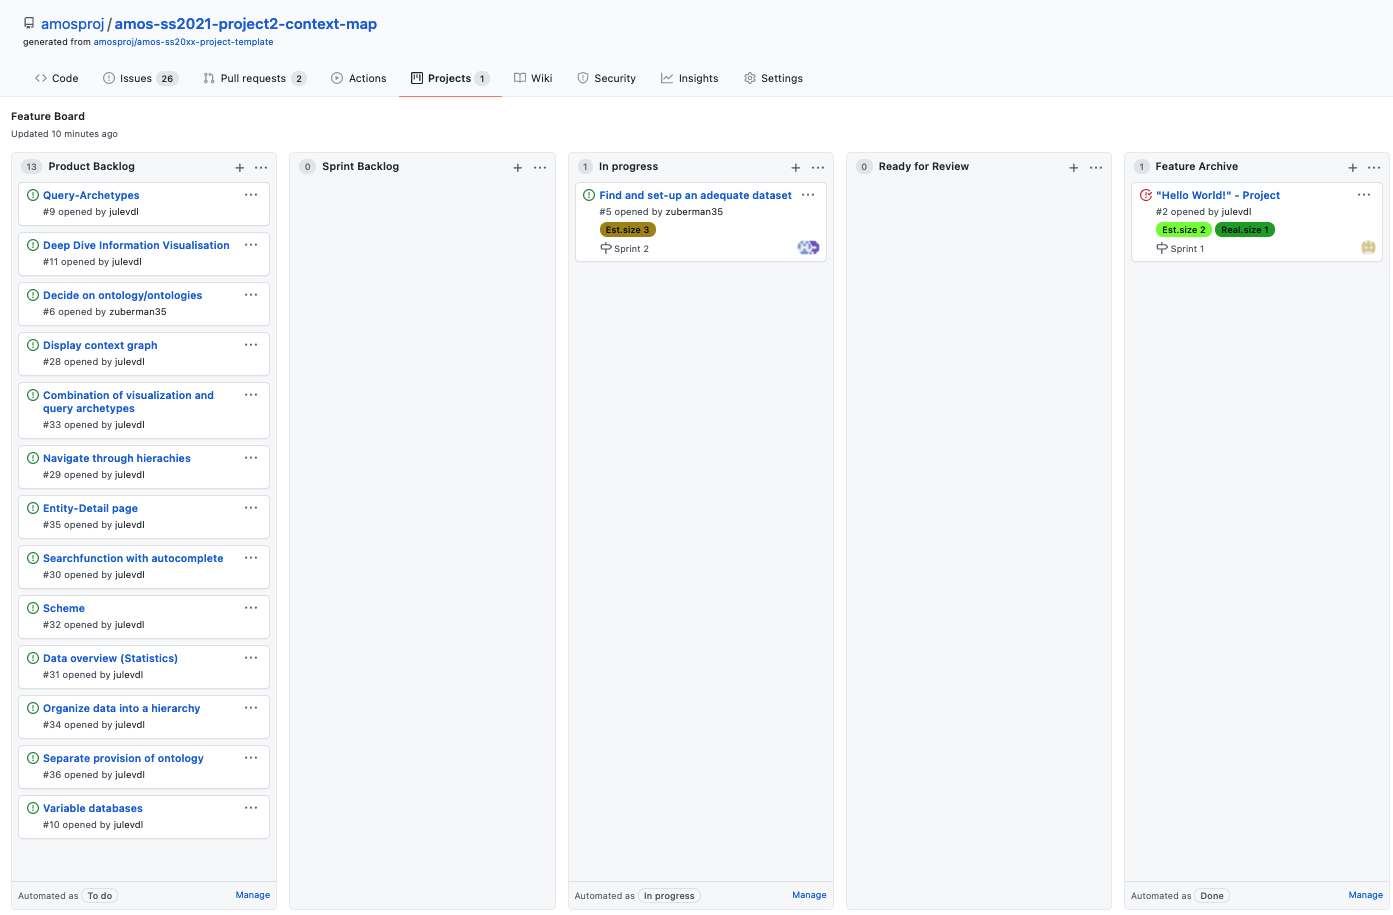 amosproj / amos-ss2021-project2-context-map
generated from amosproj/amos-ss20xx-project-template
Code Issues 26 Pull requests 2 Actions Projects 1 Wiki Security Insights Settings
Feature Board
Updated 10 minutes ago
13 Product Backlog
Query-Archetypes
#9 opened by julevdl
Deep Dive Information Visualisation
#11 opened by julevdl
Decide on ontology/ontologies
#6 opened by zuberman35
Display context graph
#28 opened by julevdl
Combination of visualization and
query archetypes
#33 opened by julevdl
Navigate through hierachies
#29 opened by julevdl
Entity-Detail page
#35 opened by julevdl
Searchfunction with autocomplete
#30 opened by julevdl
Scheme
#32 opened by julevdl
Data overview (Statistics)
#31 opened by julevdl
Organize data into a hierarchy
#34 opened by julevdl
Separate provision of ontology
#36 opened by julevdl
Variable databases
#10 opened by julevdl
Automated as To do Manage
0 Sprint Backlog
1 In progress
Find and set-up an adequate dataset
#5 opened by zuberman35
Est.size 3
Sprint 2
Automated as In progress Manage
0 Ready for Review
1 Feature Archive
"Hello World!" - Project
#2 opened by julevdl
Est.size 2 Real.size 1
Sprint 1
Automated as Done Manage